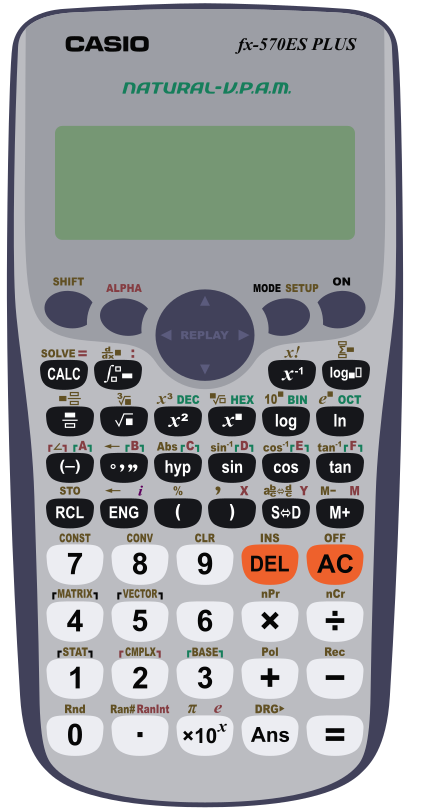 CASIO fx-570ES PLUS
NATURAL-V.P.A.M.
SHIFT ALPHA MODE SETUP ON
REPLAY
SOLVE = d/dx : x! Σ
CALC ∫ x⁻¹ log
³√ x³ DEC √ HEX 10 BIN e OCT
√ x² x log ln
∠ A ← B Abs C sin⁻¹ D cos⁻¹ E tan⁻¹ F
(−) ° ’ ” hyp sin cos tan
STO ← i % , X a b/c ⇔ d/c Y M− M
RCL ENG ( ) S⇔D M+
CONST CONV CLR INS OFF
7 8 9 DEL AC
MATRIX VECTOR nPr nCr
4 5 6 × ÷
STAT CMPLX BASE Pol Rec
1 2 3 + −
Rnd Ran# RanInt π e DRG▶
0 . ×10ˣ Ans =